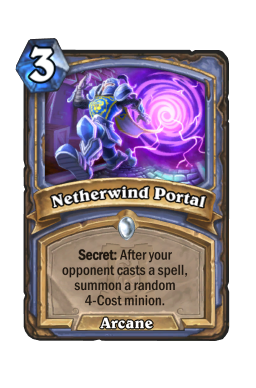 3
Netherwind Portal
Secret: After your
opponent casts a spell,
summon a random
4-Cost minion.
Arcane